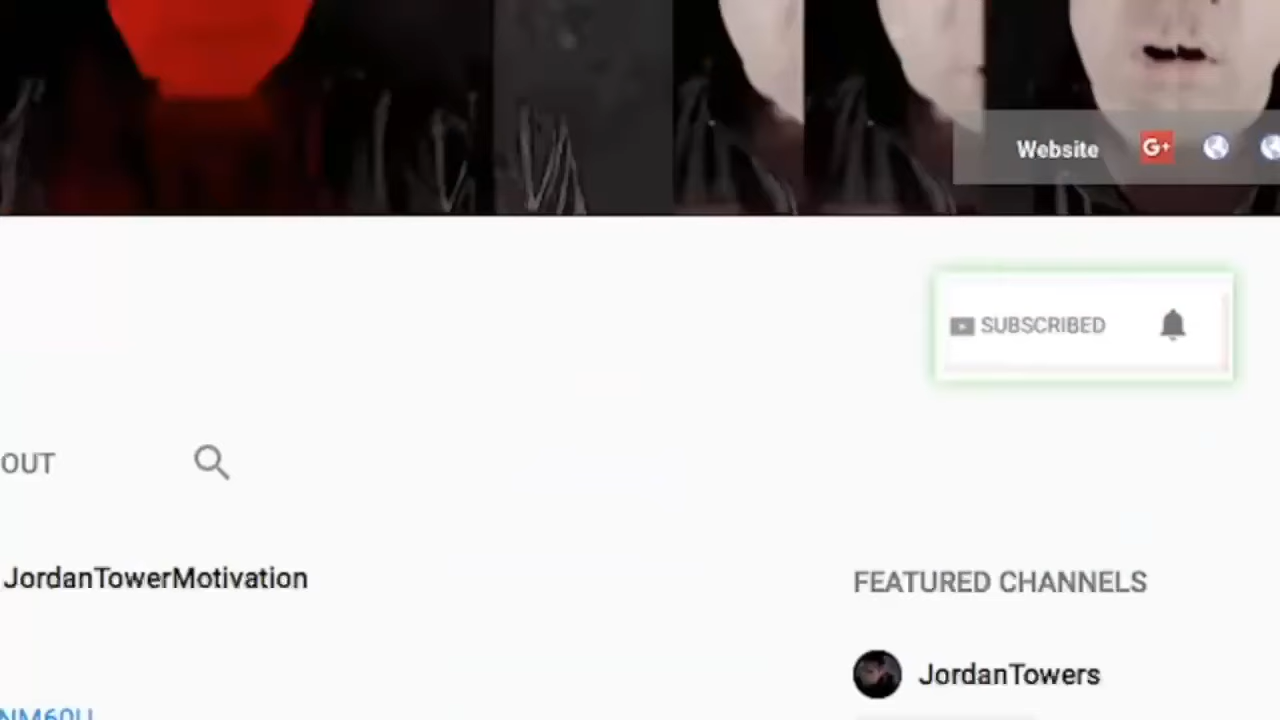 Website G+
SUBSCRIBED
OUT
JordanTowerMotivation
FEATURED CHANNELS
JordanTowers